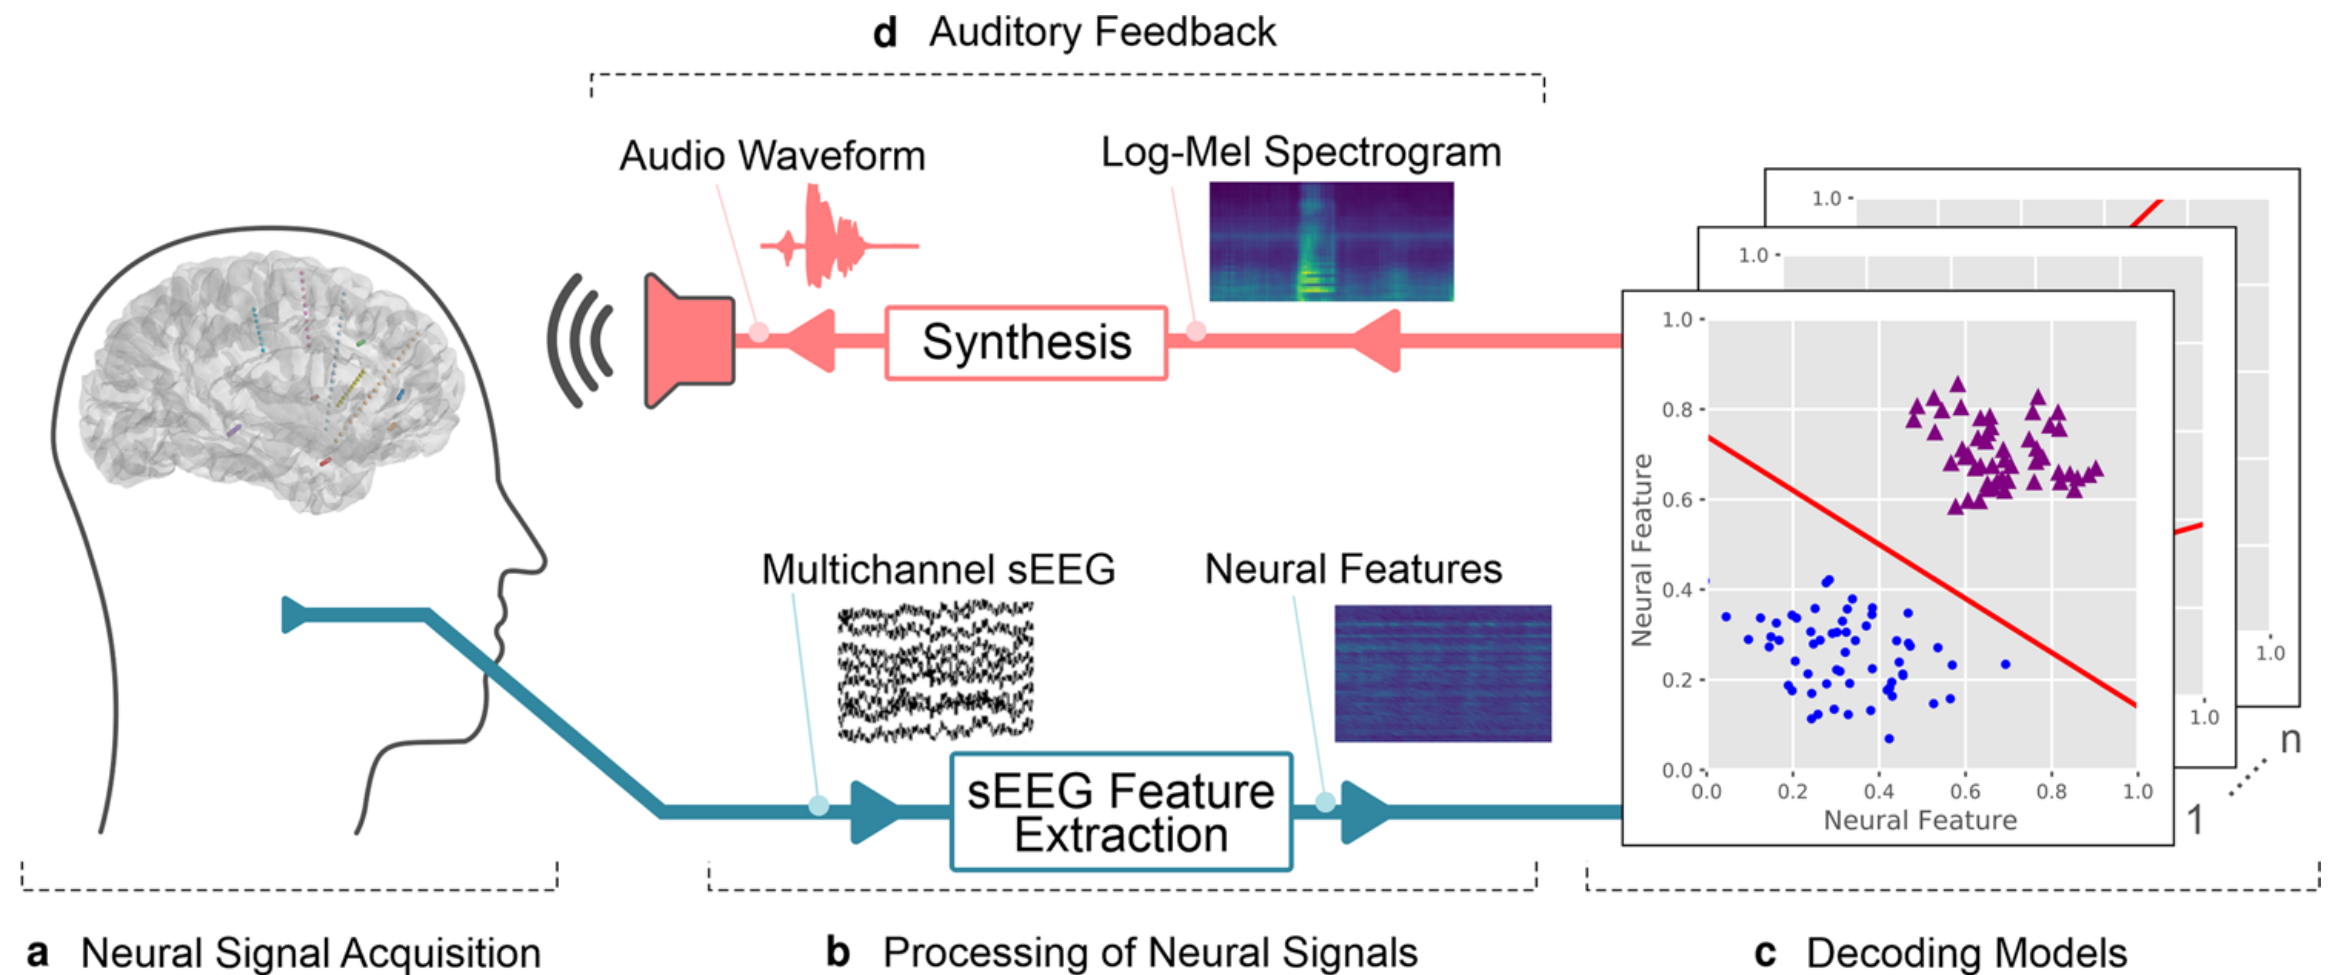 d Auditory Feedback
Audio Waveform
Log-Mel Spectrogram
Synthesis
Multichannel sEEG
Neural Features
sEEG Feature
Extraction
1.0
1.0
1.0
0.8
0.6
0.4
0.2
0.0
Neural Feature
0.0 0.2 0.4 0.6 0.8 1.0
Neural Feature
1.0
1.0
n
1
a Neural Signal Acquisition
b Processing of Neural Signals
c Decoding Models